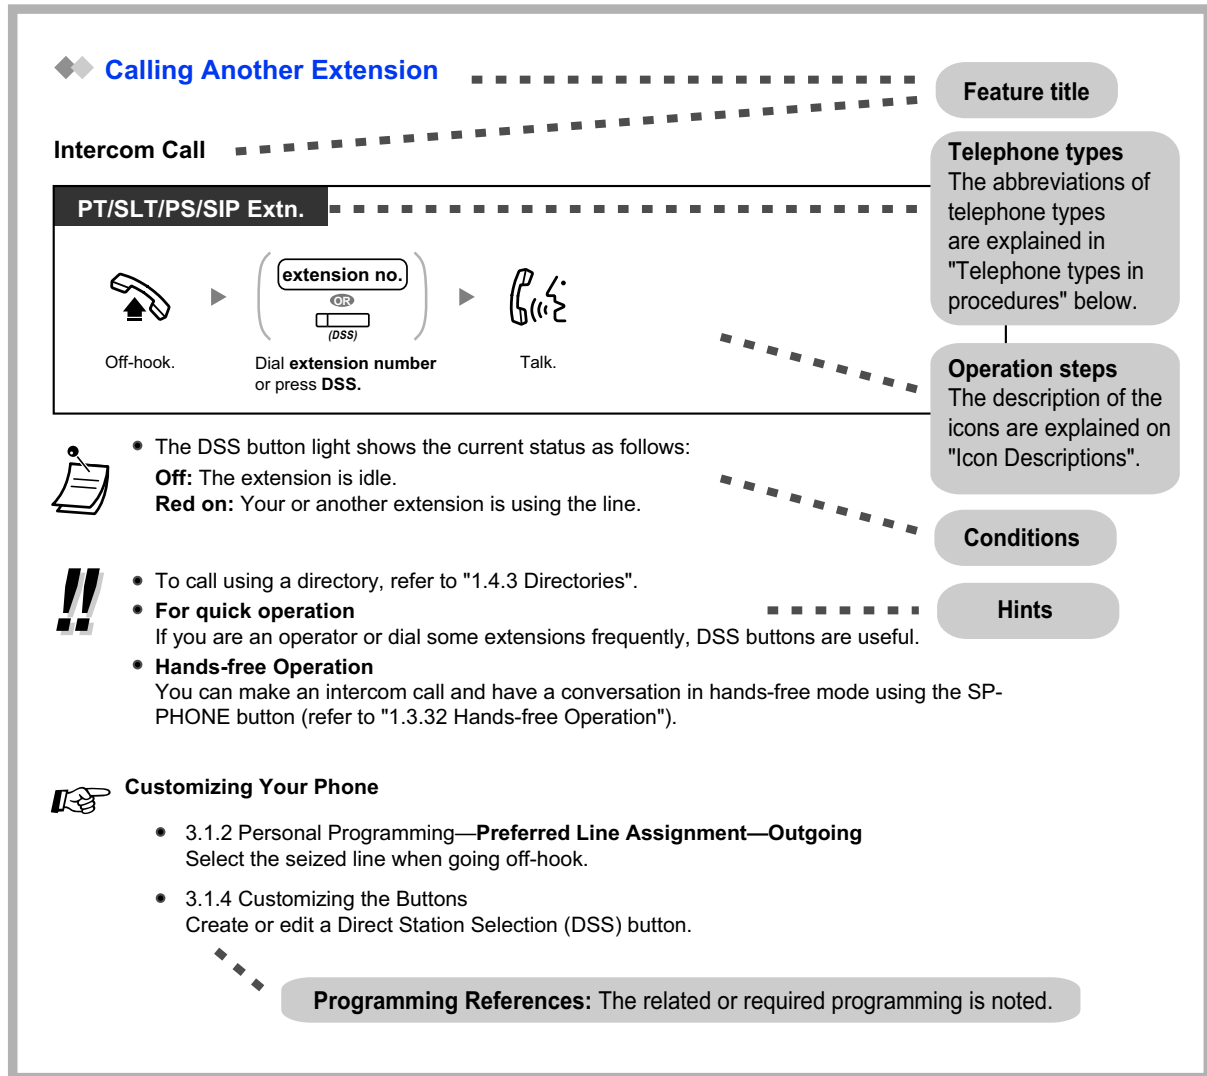 Calling Another Extension
Feature title
Intercom Call
Telephone types
The abbreviations of
telephone types
are explained in
"Telephone types in
procedures" below.
PT/SLT/PS/SIP Extn.
extension no.
OR
(DSS)
Off-hook.
Dial extension number
or press DSS.
Talk.
Operation steps
The description of the
icons are explained on
"Icon Descriptions".
The DSS button light shows the current status as follows:
Off: The extension is idle.
Red on: Your or another extension is using the line.
Conditions
!!
To call using a directory, refer to "1.4.3 Directories".
For quick operation
If you are an operator or dial some extensions frequently, DSS buttons are useful.
Hints
Hands-free Operation
You can make an intercom call and have a conversation in hands-free mode using the SP-
PHONE button (refer to "1.3.32 Hands-free Operation").
Customizing Your Phone
3.1.2 Personal Programming—Preferred Line Assignment—Outgoing
Select the seized line when going off-hook.
3.1.4 Customizing the Buttons
Create or edit a Direct Station Selection (DSS) button.
Programming References: The related or required programming is noted.